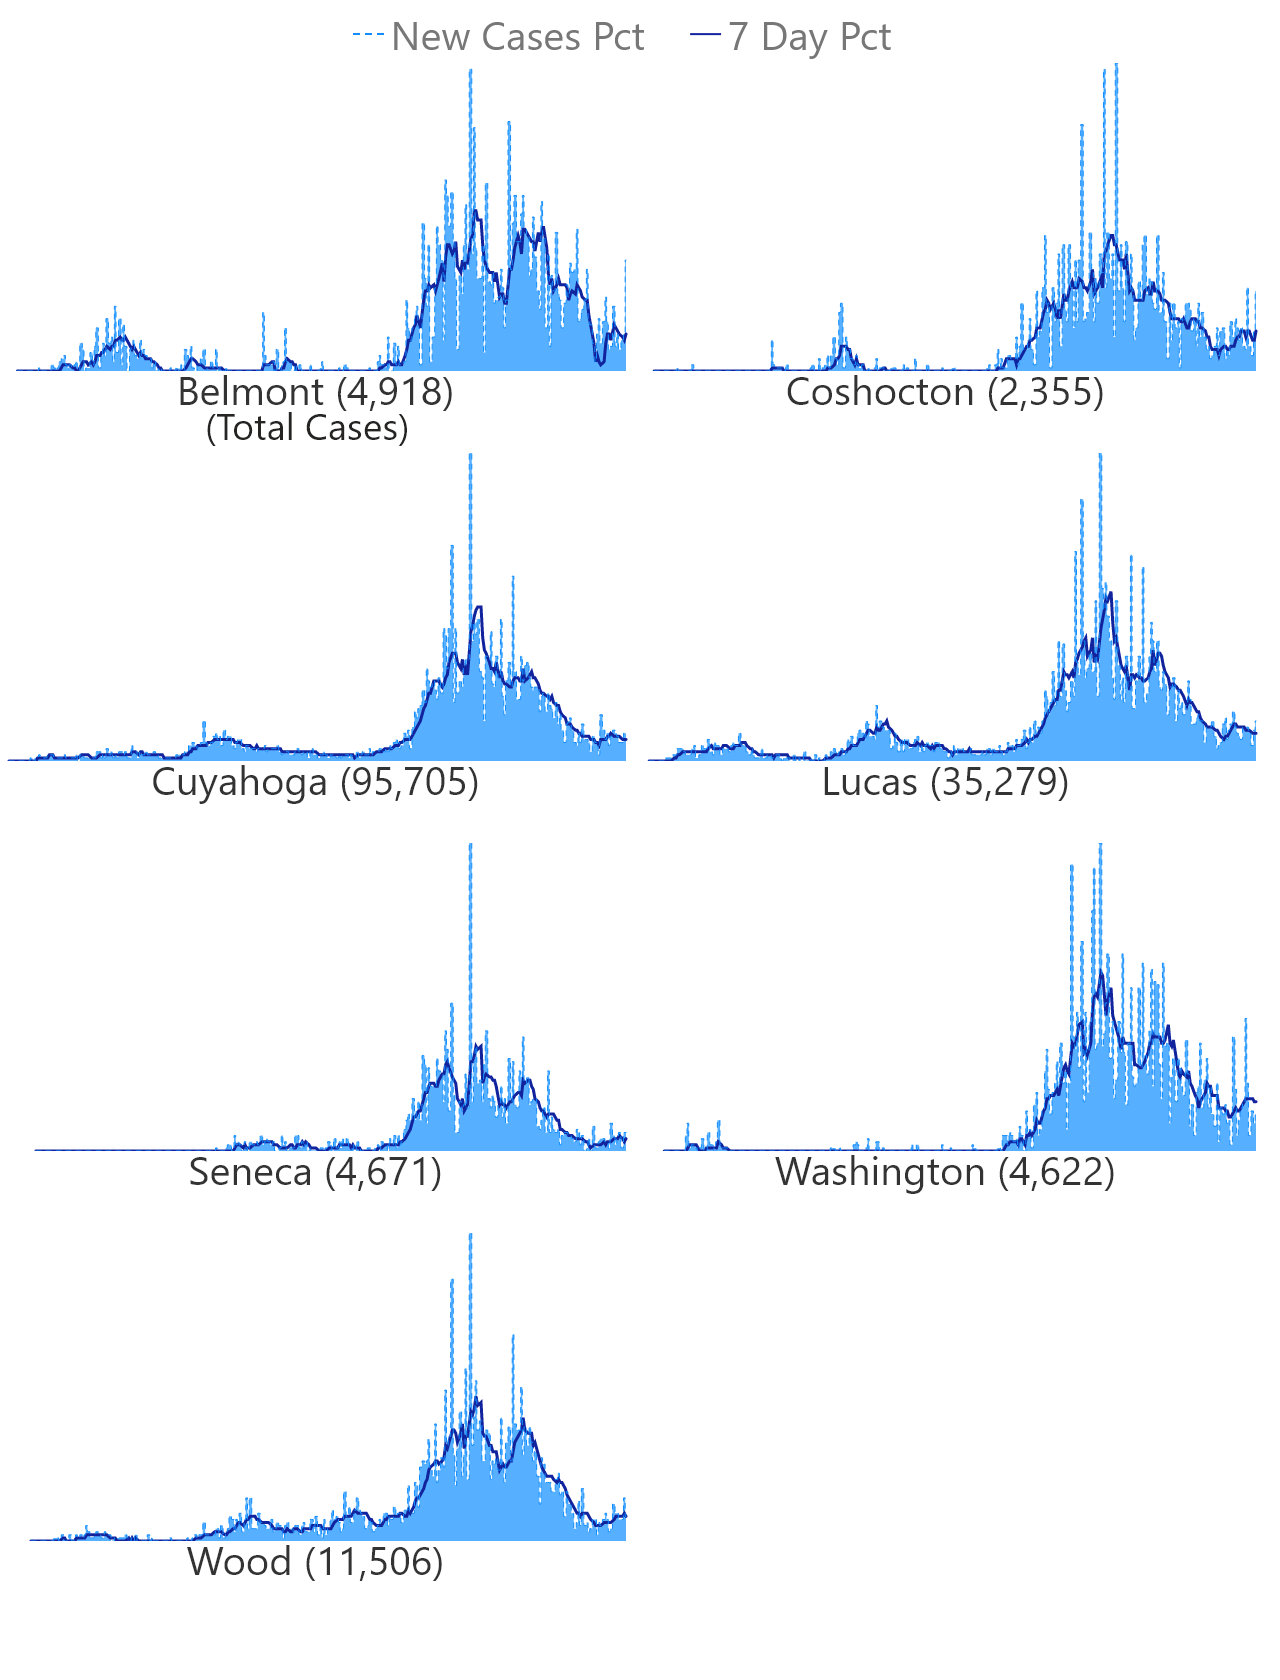 New Cases Pct 7 Day Pct
Belmont (4,918) Coshocton (2,355)
(Total Cases)
Cuyahoga (95,705) Lucas (35,279)
Seneca (4,671) Washington (4,622)
Wood (11,506)